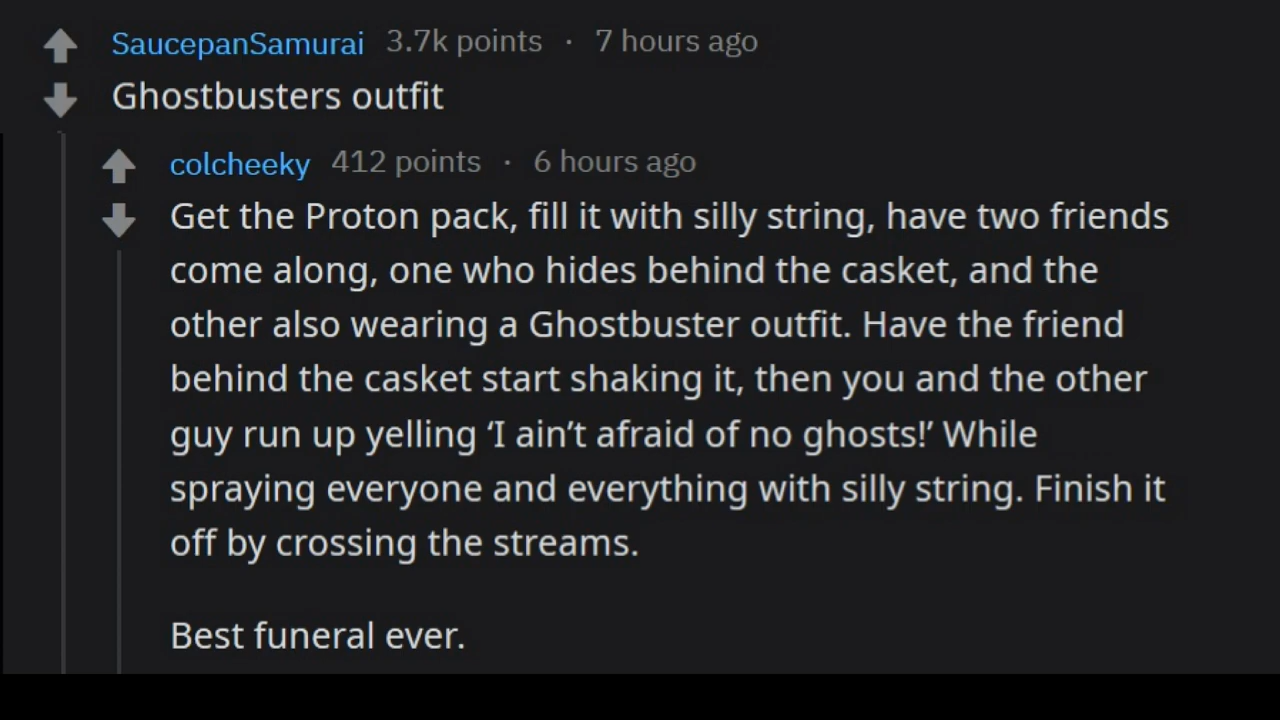 SaucepanSamurai 3.7k points · 7 hours ago
Ghostbusters outfit
colcheeky 412 points · 6 hours ago
Get the Proton pack, fill it with silly string, have two friends
come along, one who hides behind the casket, and the
other also wearing a Ghostbuster outfit. Have the friend
behind the casket start shaking it, then you and the other
guy run up yelling ‘I ain’t afraid of no ghosts!’ While
spraying everyone and everything with silly string. Finish it
off by crossing the streams.
Best funeral ever.